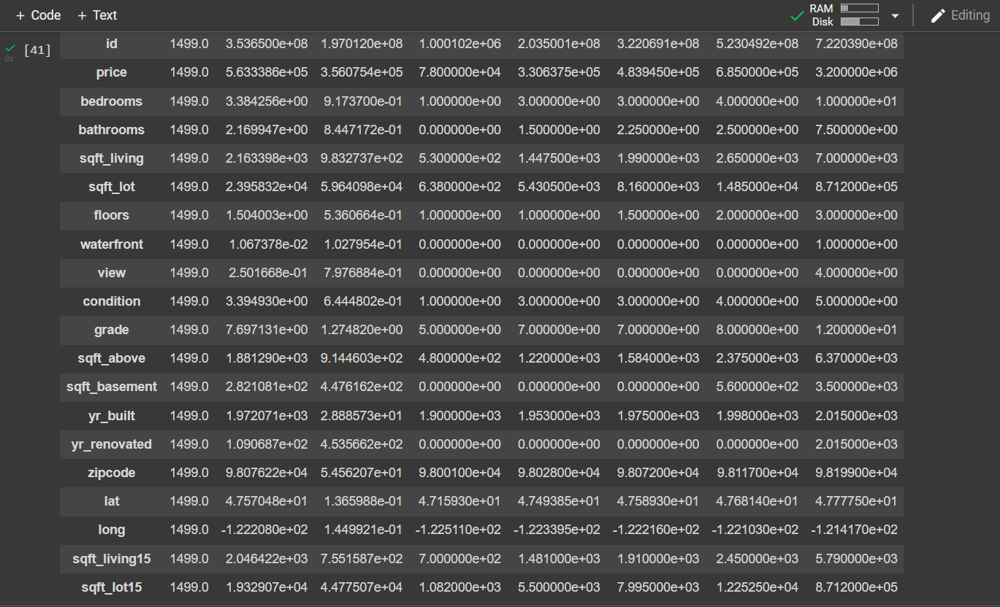 + Code + Text RAM Disk Editing
0s [41] id 1499.0 3.536500e+08 1.970120e+08 1.000102e+06 2.035001e+08 3.220691e+08 5.230492e+08 7.220390e+08
price 1499.0 5.633386e+05 3.560754e+05 7.800000e+04 3.306375e+05 4.839450e+05 6.850000e+05 3.200000e+06
bedrooms 1499.0 3.384256e+00 9.173700e-01 1.000000e+00 3.000000e+00 3.000000e+00 4.000000e+00 1.000000e+01
bathrooms 1499.0 2.169947e+00 8.447172e-01 0.000000e+00 1.500000e+00 2.250000e+00 2.500000e+00 7.500000e+00
sqft_living 1499.0 2.163398e+03 9.832737e+02 5.300000e+02 1.447500e+03 1.990000e+03 2.650000e+03 7.000000e+03
sqft_lot 1499.0 2.395832e+04 5.964098e+04 6.380000e+02 5.430500e+03 8.160000e+03 1.485000e+04 8.712000e+05
floors 1499.0 1.504003e+00 5.360664e-01 1.000000e+00 1.000000e+00 1.500000e+00 2.000000e+00 3.000000e+00
waterfront 1499.0 1.067378e-02 1.027954e-01 0.000000e+00 0.000000e+00 0.000000e+00 0.000000e+00 1.000000e+00
view 1499.0 2.501668e-01 7.976884e-01 0.000000e+00 0.000000e+00 0.000000e+00 0.000000e+00 4.000000e+00
condition 1499.0 3.394930e+00 6.444802e-01 1.000000e+00 3.000000e+00 3.000000e+00 4.000000e+00 5.000000e+00
grade 1499.0 7.697131e+00 1.274820e+00 5.000000e+00 7.000000e+00 7.000000e+00 8.000000e+00 1.200000e+01
sqft_above 1499.0 1.881290e+03 9.144603e+02 4.800000e+02 1.220000e+03 1.584000e+03 2.375000e+03 6.370000e+03
sqft_basement 1499.0 2.821081e+02 4.476162e+02 0.000000e+00 0.000000e+00 0.000000e+00 5.600000e+02 3.500000e+03
yr_built 1499.0 1.972071e+03 2.888573e+01 1.900000e+03 1.953000e+03 1.975000e+03 1.998000e+03 2.015000e+03
yr_renovated 1499.0 1.090687e+02 4.535662e+02 0.000000e+00 0.000000e+00 0.000000e+00 0.000000e+00 2.015000e+03
zipcode 1499.0 9.807622e+04 5.456207e+01 9.800100e+04 9.802800e+04 9.807200e+04 9.811700e+04 9.819900e+04
lat 1499.0 4.757048e+01 1.365988e-01 4.715930e+01 4.749385e+01 4.758930e+01 4.768140e+01 4.777750e+01
long 1499.0 -1.222080e+02 1.449921e-01 -1.225110e+02 -1.223395e+02 -1.222160e+02 -1.221030e+02 -1.214170e+02
sqft_living15 1499.0 2.046422e+03 7.551587e+02 7.000000e+02 1.481000e+03 1.910000e+03 2.450000e+03 5.790000e+03
sqft_lot15 1499.0 1.932907e+04 4.477507e+04 1.082000e+03 5.500000e+03 7.995000e+03 1.225250e+04 8.712000e+05